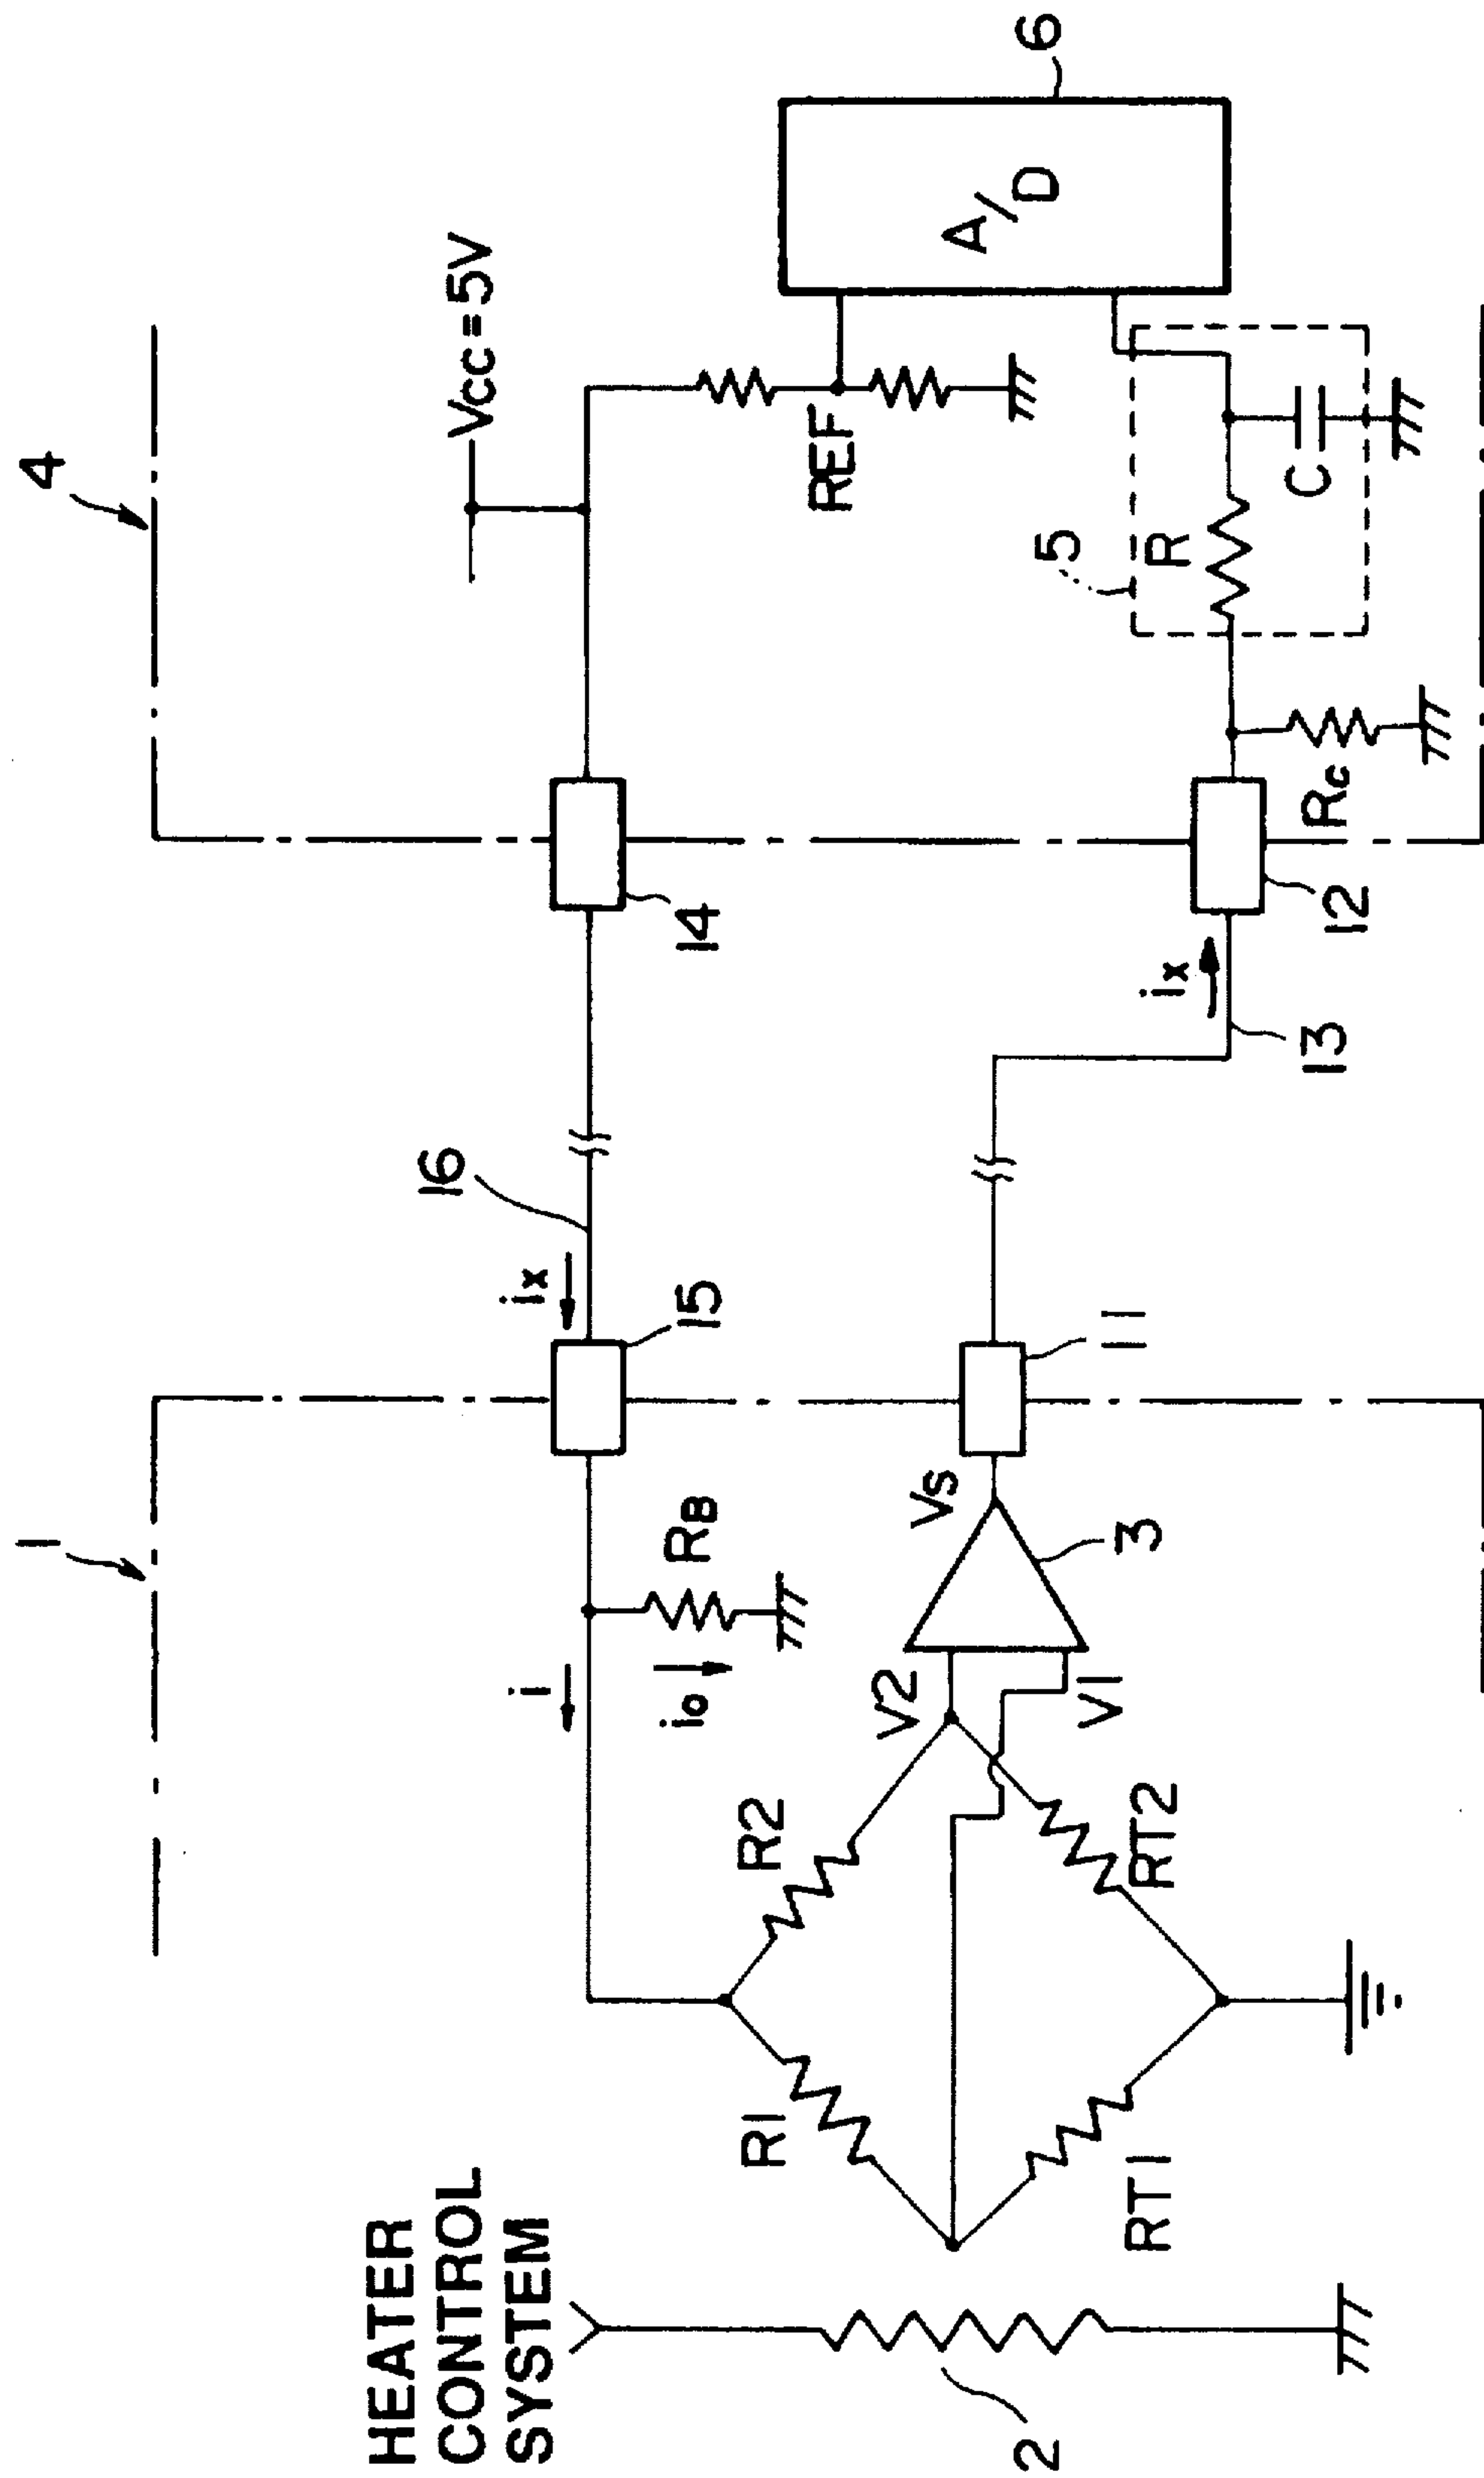 HEATER
CONTROL
SYSTEM
1
4
VCC = 5V
6
A/D
REF
5
R
C
Rc
14
12
iX
13
16
iX
15
11
RB
io
i
VS
3
V2
V1
R2
RT2
R1
RT1
2